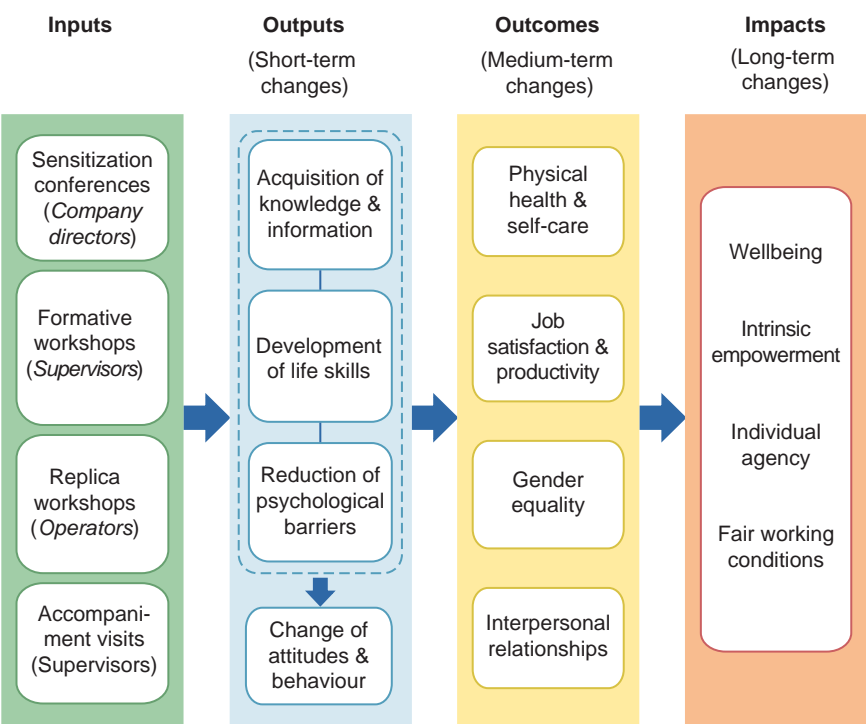 Inputs
Outputs
(Short-term
changes)
Outcomes
(Medium-term
changes)
Impacts
(Long-term
changes)
Sensitization
conferences
(Company
directors)
Formative
workshops
(Supervisors)
Replica
workshops
(Operators)
Accompani-
ment visits
(Supervisors)
Acquisition of
knowledge &
information
Development
of life skills
Reduction of
psychological
barriers
Change of
attitudes &
behaviour
Physical
health &
self-care
Job
satisfaction &
productivity
Gender
equality
Interpersonal
relationships
Wellbeing
Intrinsic
empowerment
Individual
agency
Fair working
conditions